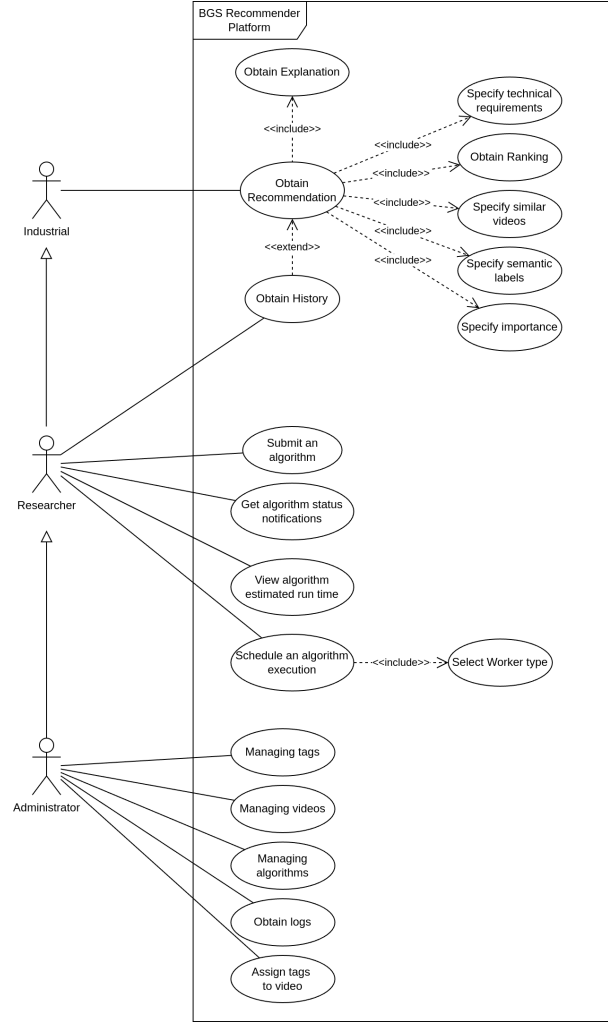 BGS Recommender
Platform
Obtain Explanation
Specify technical
requirements
<<include>>
<<include>>
Obtain Ranking
<<include>>
Obtain
Recommendation
<<include>>
Specify similar
videos
Industrial
<<include>>
<<extend>>
<<include>>
Specify semantic
labels
Obtain History
Specify importance
Submit an
algorithm
Researcher
Get algorithm status
notifications
View algorithm
estimated run time
Schedule an algorithm
execution
<<include>>
Select Worker type
Managing tags
Administrator
Managing videos
Managing
algorithms
Obtain logs
Assign tags
to video